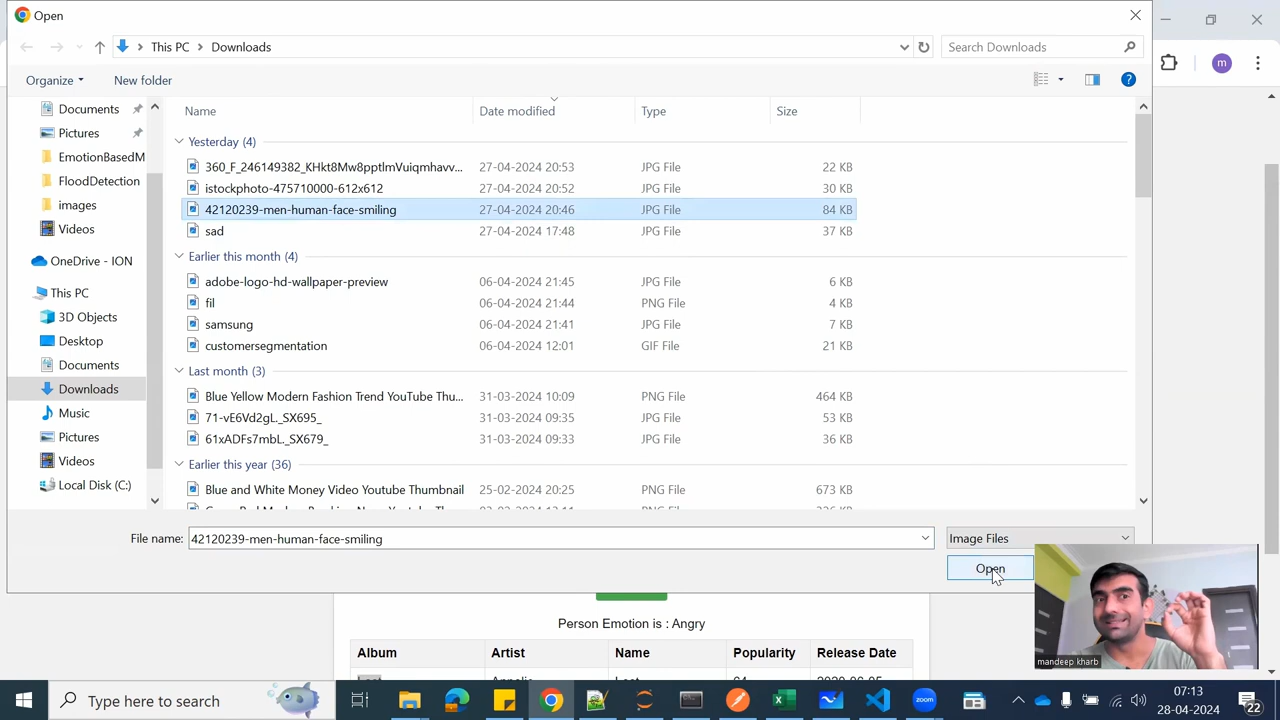 Open
This PC > Downloads
Search Downloads
Organize
New folder
Documents
Pictures
EmotionBasedM
FloodDetection
images
Videos
OneDrive - ION
This PC
3D Objects
Desktop
Documents
Downloads
Music
Pictures
Videos
Local Disk (C:)
Name Date modified Type Size
Yesterday (4)
360_F_246149382_KHkt8Mw8pptlmVuiqmhavv... 27-04-2024 20:53 JPG File 22 KB
istockphoto-475710000-612x612 27-04-2024 20:52 JPG File 30 KB
42120239-men-human-face-smiling 27-04-2024 20:46 JPG File 84 KB
sad 27-04-2024 17:48 JPG File 37 KB
Earlier this month (4)
adobe-logo-hd-wallpaper-preview 06-04-2024 21:45 JPG File 6 KB
fil 06-04-2024 21:44 PNG File 4 KB
samsung 06-04-2024 21:41 JPG File 7 KB
customersegmentation 06-04-2024 12:01 GIF File 21 KB
Last month (3)
Blue Yellow Modern Fashion Trend YouTube Thu... 31-03-2024 10:09 PNG File 464 KB
71-vE6Vd2gL._SX695_ 31-03-2024 09:35 JPG File 53 KB
61xADFs7mbL._SX679_ 31-03-2024 09:33 JPG File 36 KB
Earlier this year (36)
Blue and White Money Video Youtube Thumbnail 25-02-2024 20:25 PNG File 673 KB
File name: 42120239-men-human-face-smiling
Image Files
Open
m
Person Emotion is : Angry
Album Artist Name Popularity Release Date
mandeep kharb
Type here to search
zoom
07:13
28-04-2024
22